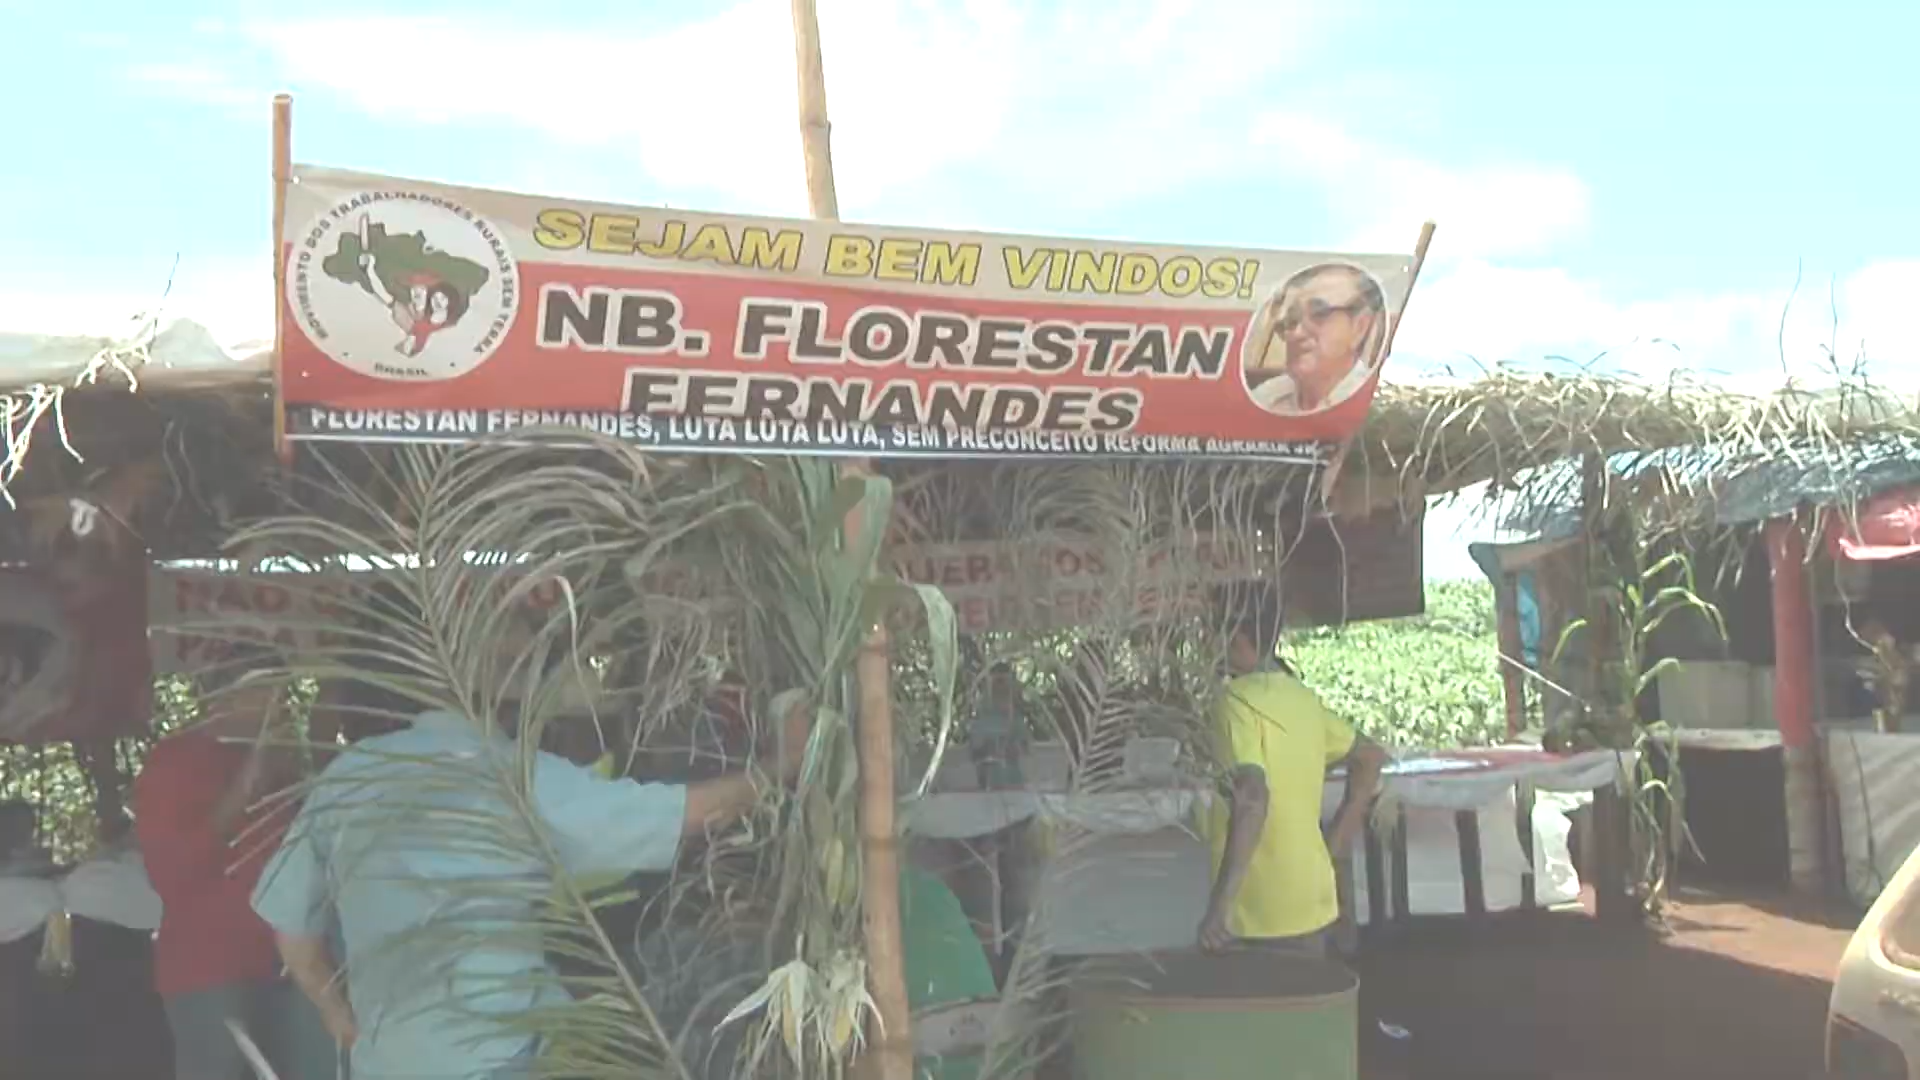 MOVIMENTO DOS TRABALHADORES RURAIS SEM TERRA
BRASIL
SEJAM BEM VINDOS!
NB. FLORESTAN
FERNANDES
FLORESTAN FERNANDES, LUTA LUTA LUTA, SEM PRECONCEITO REFORMA AGRARIA JÁ
NÃO